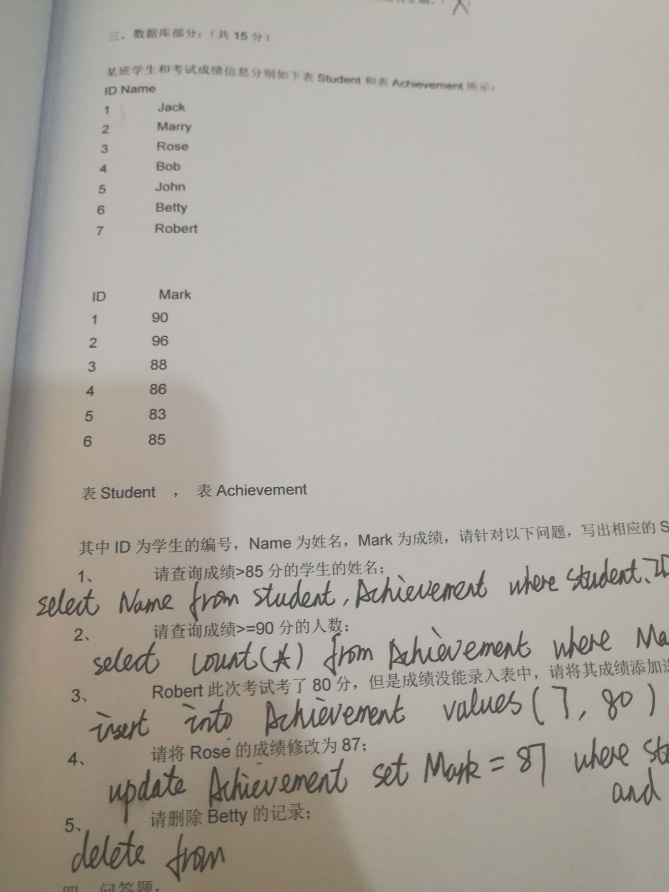 三、数据库部分：（共 15 分）
某班学生和考试成绩信息分别如下表 Student 和表 Achievement 所示：
ID Name
1 Jack
2 Marry
3 Rose
4 Bob
5 John
6 Betty
7 Robert
ID Mark
1 90
2 96
3 88
4 86
5 83
6 85
表 Student ， 表 Achievement
其中 ID 为学生的编号，Name 为姓名，Mark 为成绩，请针对以下问题，写出相应的 S
1、 请查询成绩>85 分的学生的姓名；
select Name from student, Achievement where student.ID
2、 请查询成绩>=90 分的人数；
select count(*) from Achievement where Ma
3、 Robert 此次考试考了 80 分，但是成绩没能录入表中，请将其成绩添加进
insert into Achievement values (7, 80)
4、 请将 Rose 的成绩修改为 87；
update Achievement set Mark = 87 where stu
and
5、 请删除 Betty 的记录；
delete from
四、问答题：